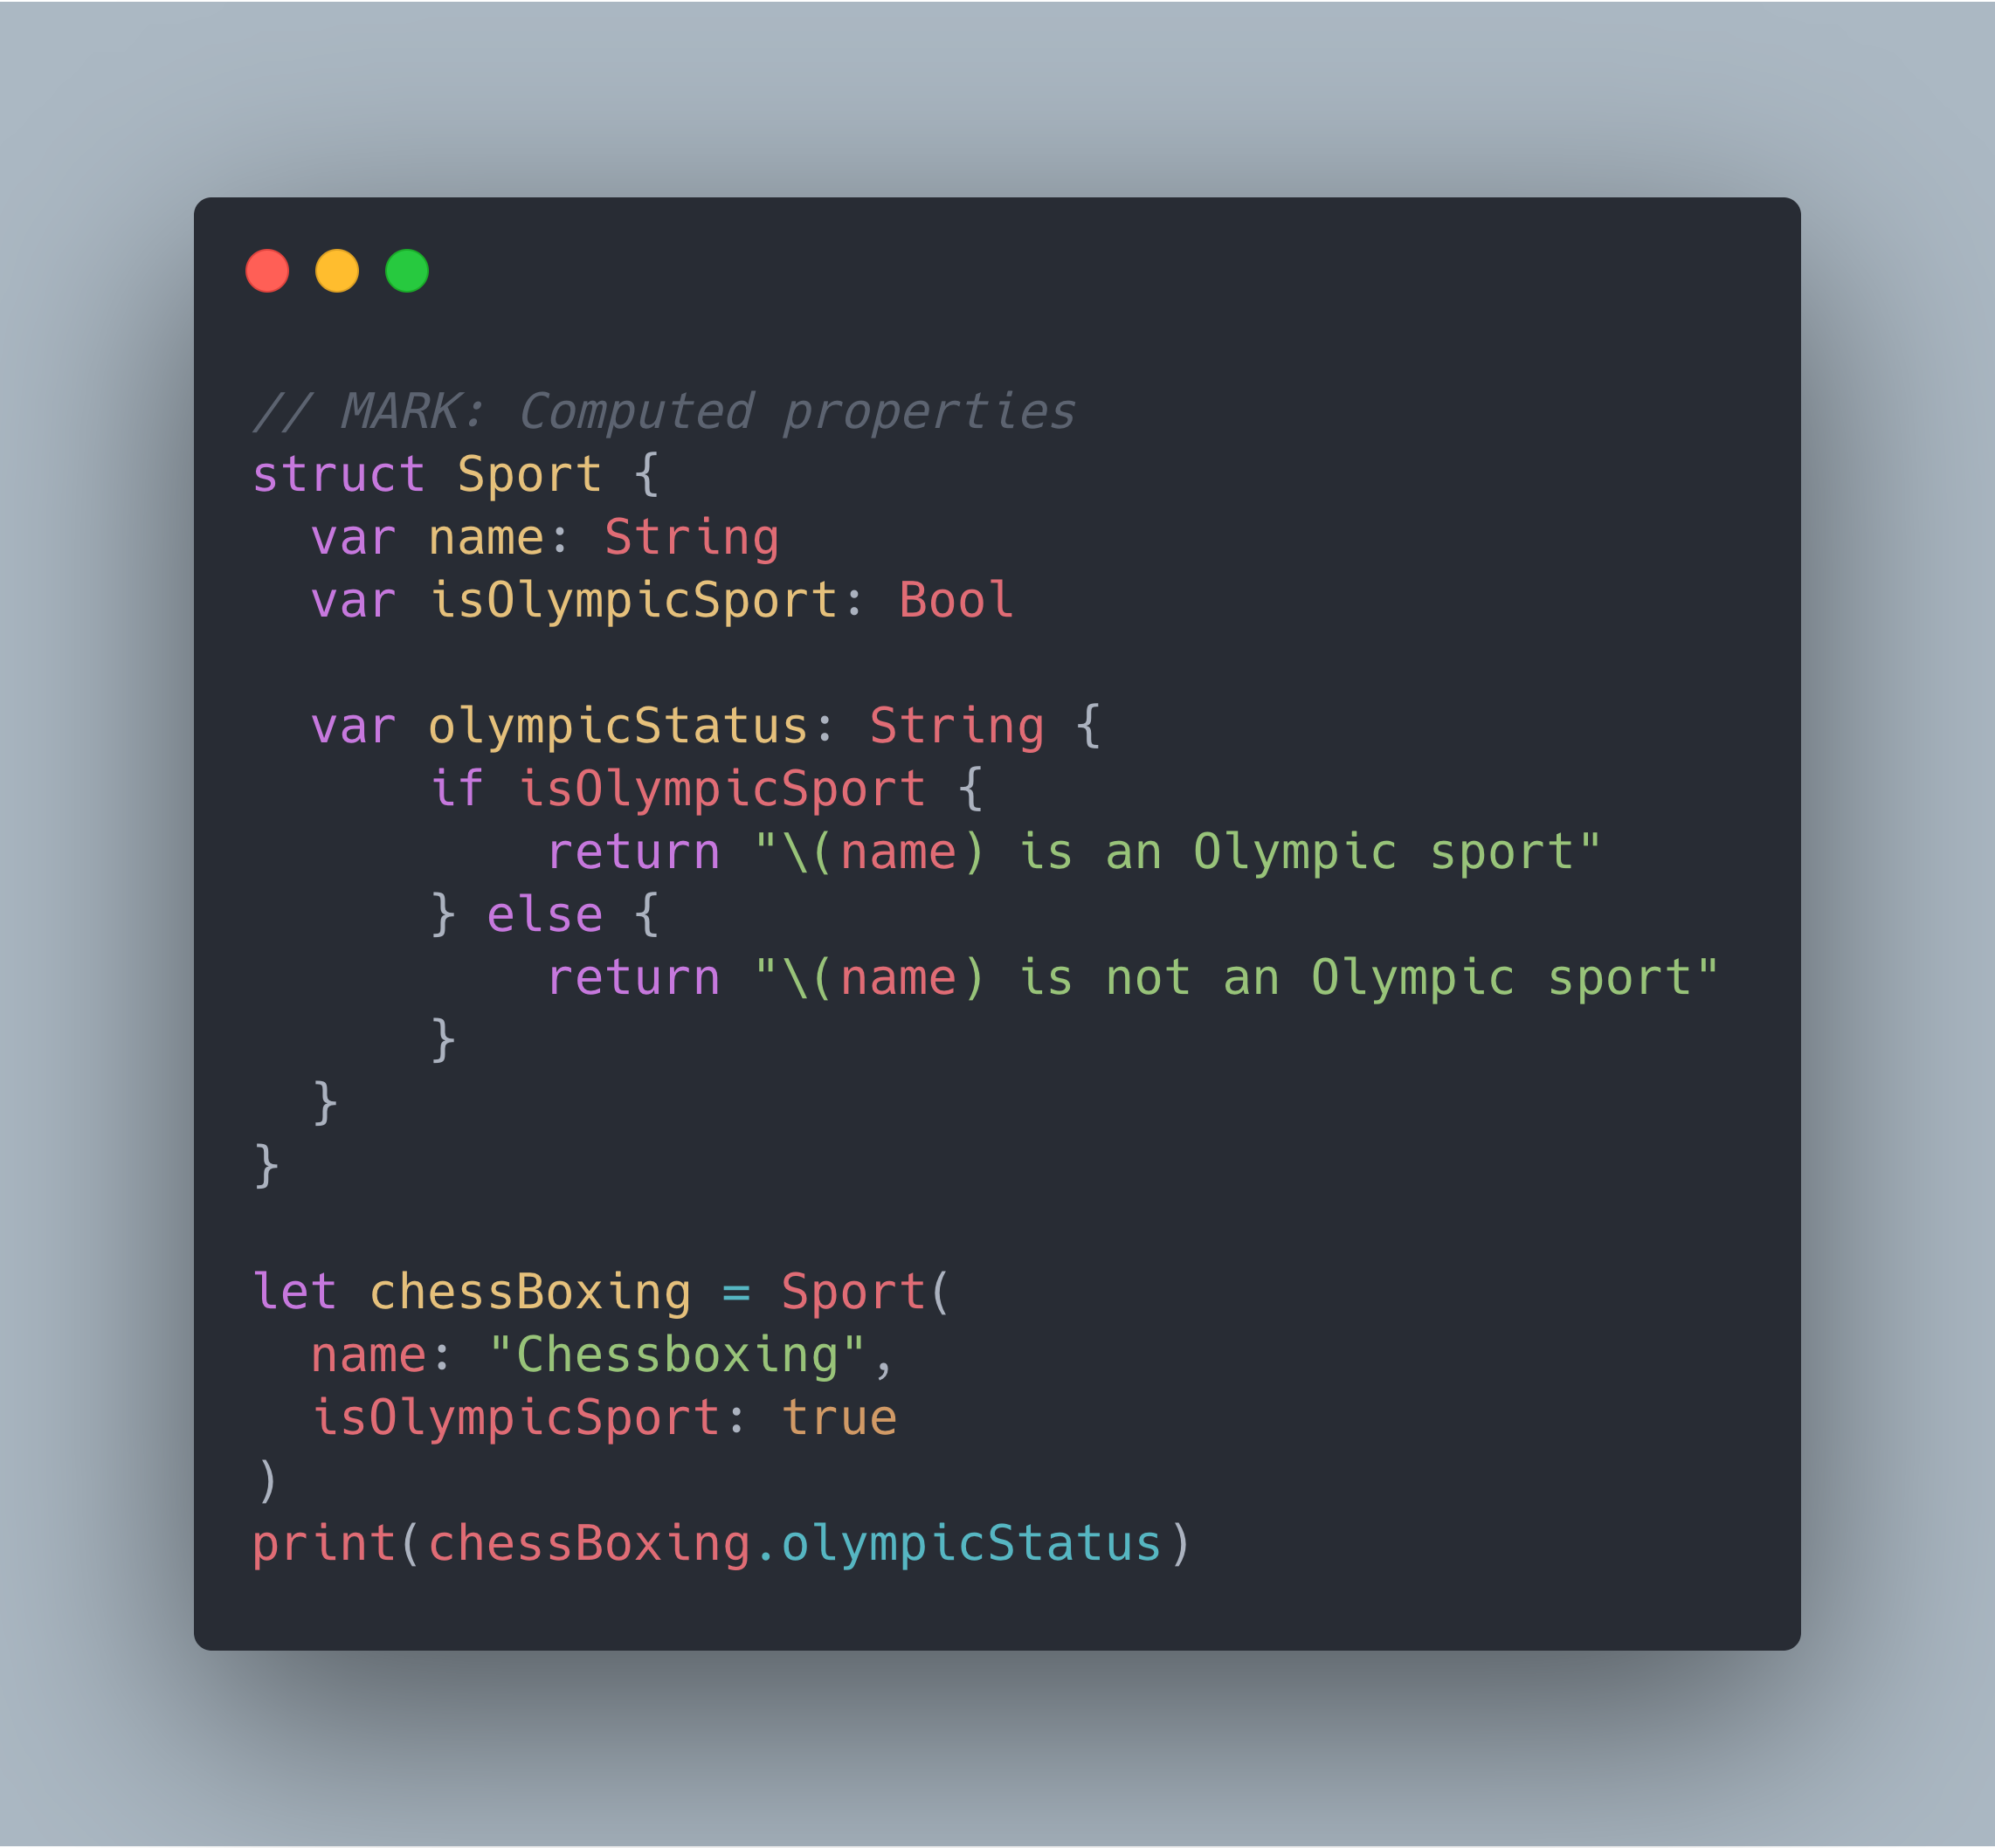 // MARK: Computed properties
struct Sport {
  var name: String
  var isOlympicSport: Bool

  var olympicStatus: String {
      if isOlympicSport {
          return "\(name) is an Olympic sport"
      } else {
          return "\(name) is not an Olympic sport"
      }
  }
}

let chessBoxing = Sport(
  name: "Chessboxing",
  isOlympicSport: true
)
print(chessBoxing.olympicStatus)